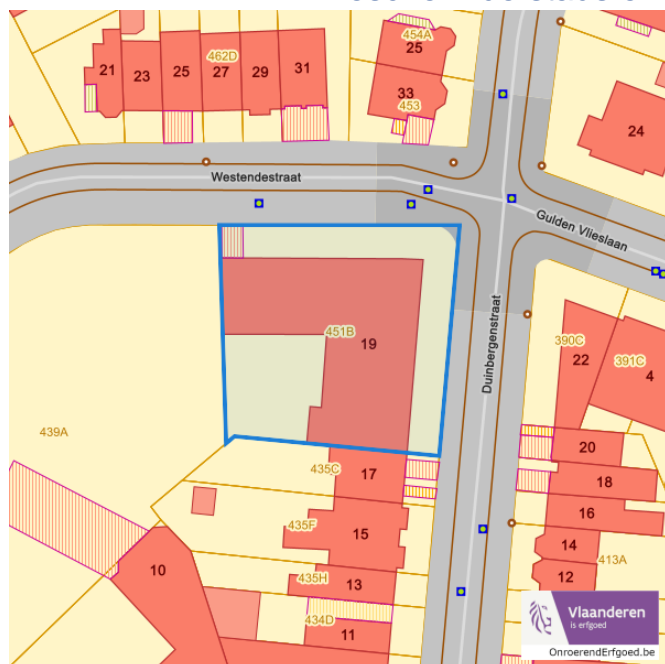 454A
462D
21
23
25
27
29
31
25
33
453
24
Westendestraat
Gulden Vlieslaan
Duinbergenstraat
451B
19
390C
22
391C
4
439A
435C
17
20
18
16
435F
15
14
413A
10
435H
13
12
434D
11
Vlaanderen
is erfgoed
OnroerendErfgoed.be